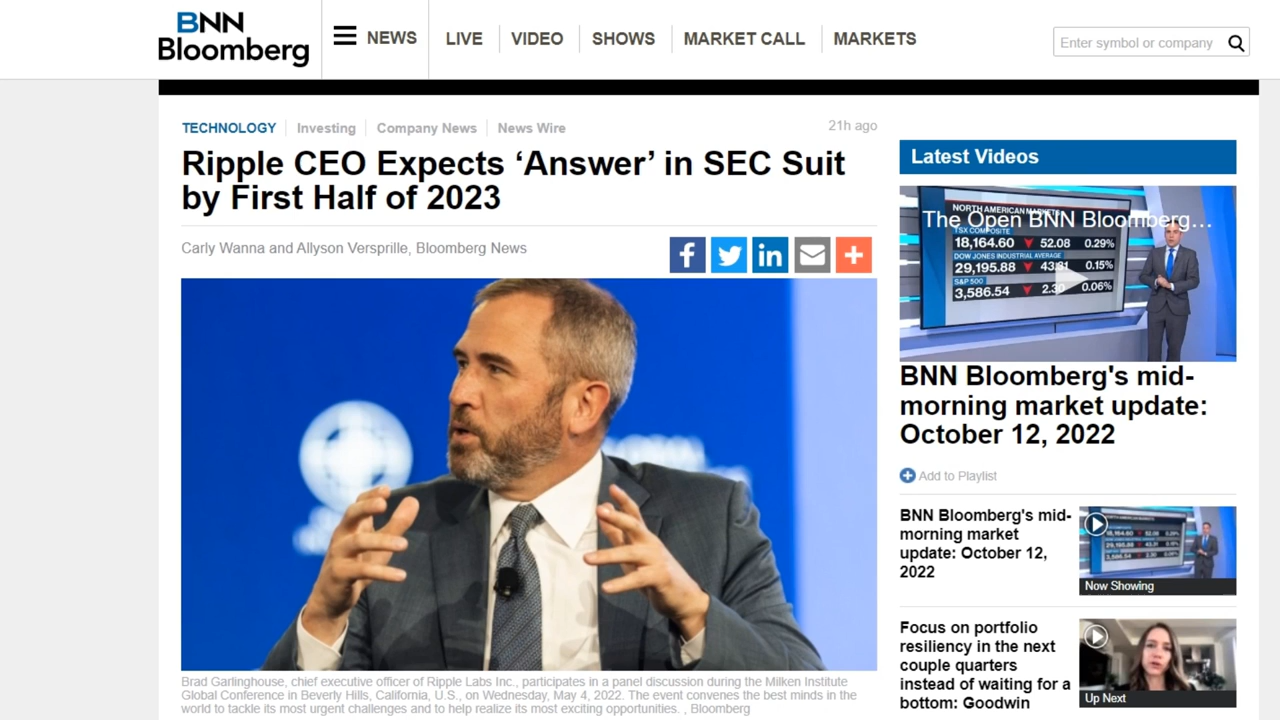 BNN
Bloomberg
NEWS
LIVE
VIDEO
SHOWS
MARKET CALL
MARKETS
Enter symbol or company
TECHNOLOGY
Investing
Company News
News Wire
21h ago
Ripple CEO Expects ‘Answer’ in SEC Suit
by First Half of 2023
Carly Wanna and Allyson Versprille, Bloomberg News
Brad Garlinghouse, chief executive officer of Ripple Labs Inc., participates in a panel discussion during the Milken Institute
Global Conference in Beverly Hills, California, U.S., on Wednesday, May 4, 2022. The event convenes the best minds in the
world to tackle its most urgent challenges and to help realize its most exciting opportunities. , Bloomberg
Latest Videos
The Open BNN Bloomberg...
NORTH AMERICAN MARKETS
TSX COMPOSITE
18,164.60 52.08 0.29%
DOW JONES INDUSTRIAL AVERAGE
29,195.88 43.31 0.15%
S&P 500
3,586.54 2.30 0.06%
BNN Bloomberg's mid-
morning market update:
October 12, 2022
Add to Playlist
BNN Bloomberg's mid-
morning market
update: October 12,
2022
Now Showing
Focus on portfolio
resiliency in the next
couple quarters
instead of waiting for a
bottom: Goodwin
Up Next